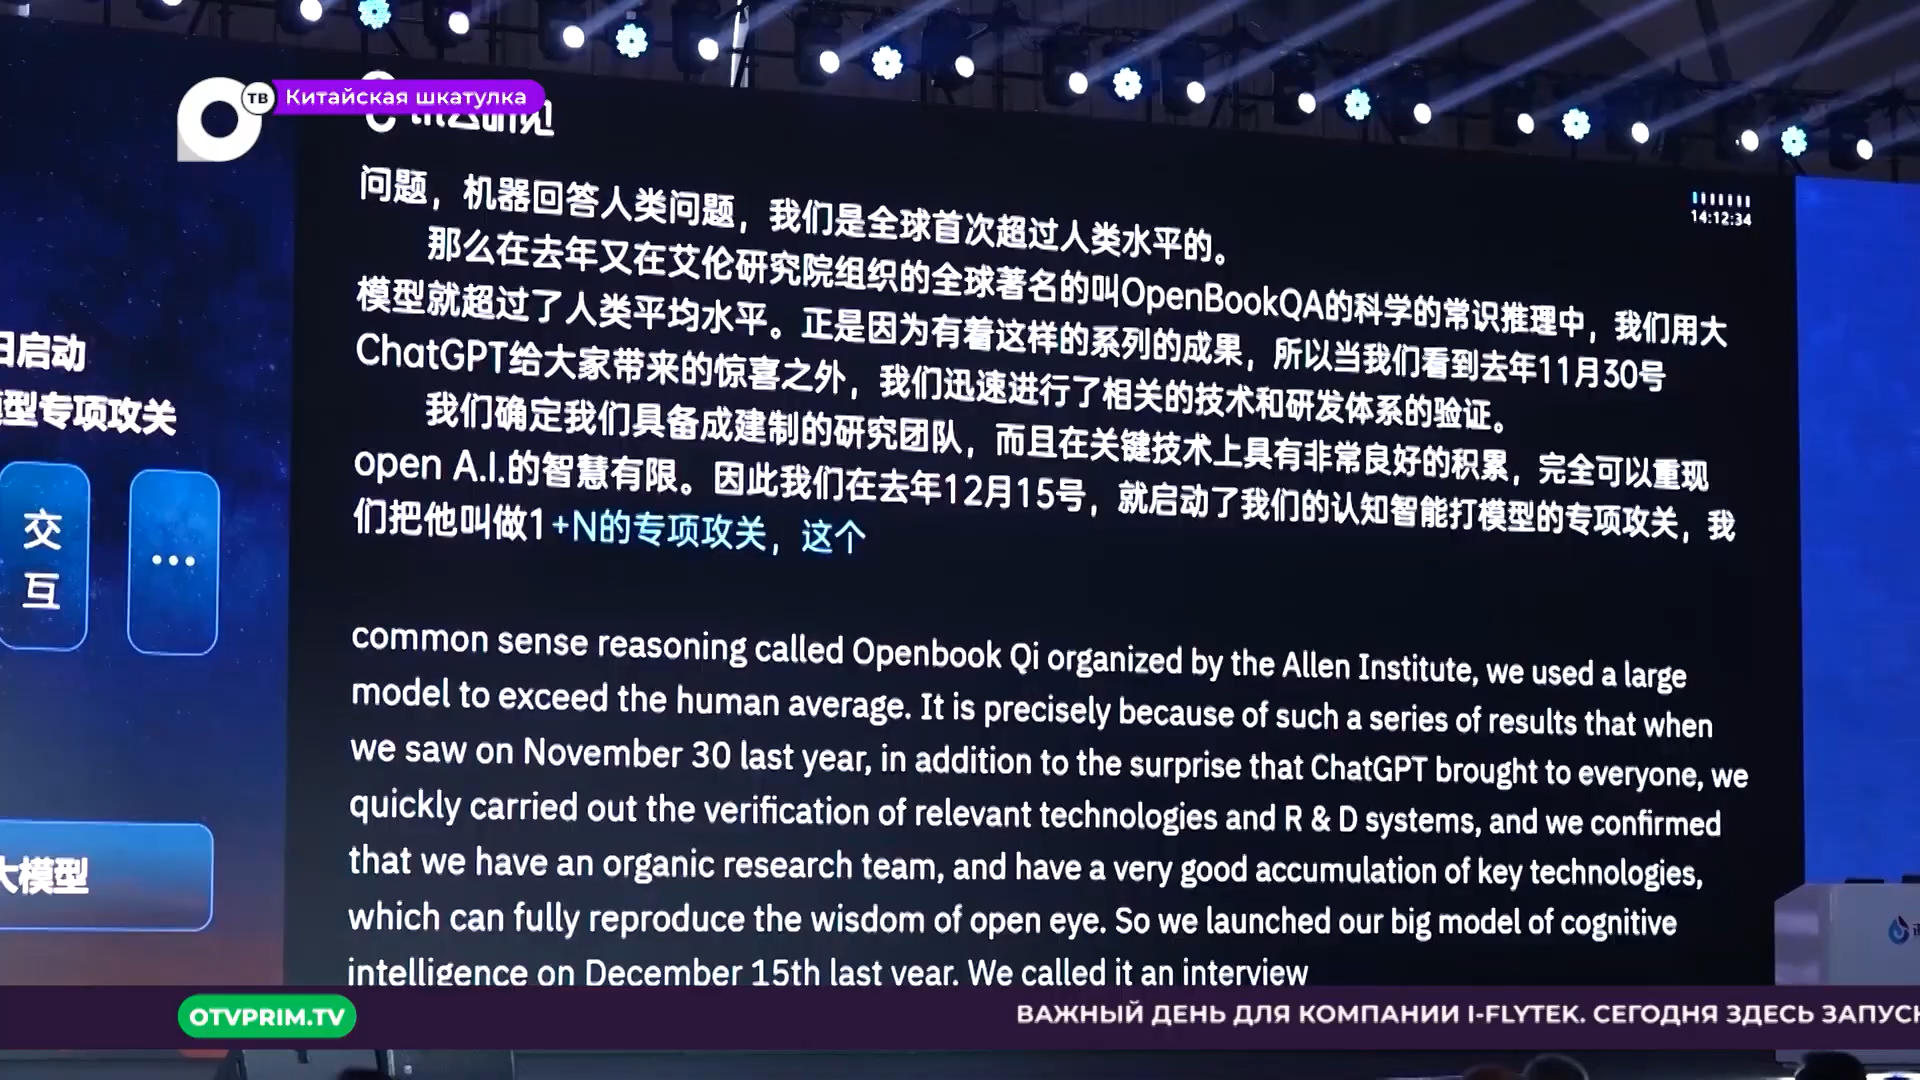 ТВ
Китайская шкатулка
问题，机器回答人类问题，我们是全球首次超过人类水平的。
那么在去年又在艾伦研究院组织的全球著名的叫OpenBookQA的科学的常识推理中，我们用大
模型就超过了人类平均水平。正是因为有着这样的系列的成果，所以当我们看到去年11月30号
ChatGPT给大家带来的惊喜之外，我们迅速进行了相关的技术和研发体系的验证。
我们确定我们具备成建制的研究团队，而且在关键技术上具有非常良好的积累，完全可以重现
open A.I.的智慧有限。因此我们在去年12月15号，就启动了我们的认知智能打模型的专项攻关，我
们把他叫做1+N的专项攻关，这个
14:12:34
日启动
型专项攻关
交
互
...
大模型
common sense reasoning called Openbook Qi organized by the Allen Institute, we used a large
model to exceed the human average. It is precisely because of such a series of results that when
we saw on November 30 last year, in addition to the surprise that ChatGPT brought to everyone, we
quickly carried out the verification of relevant technologies and R & D systems, and we confirmed
that we have an organic research team, and have a very good accumulation of key technologies,
which can fully reproduce the wisdom of open eye. So we launched our big model of cognitive
intelligence on December 15th last year. We called it an interview
OTVPRIM.TV
ВАЖНЫЙ ДЕНЬ ДЛЯ КОМПАНИИ I-FLYTEK. СЕГОДНЯ ЗДЕСЬ ЗАПУСК